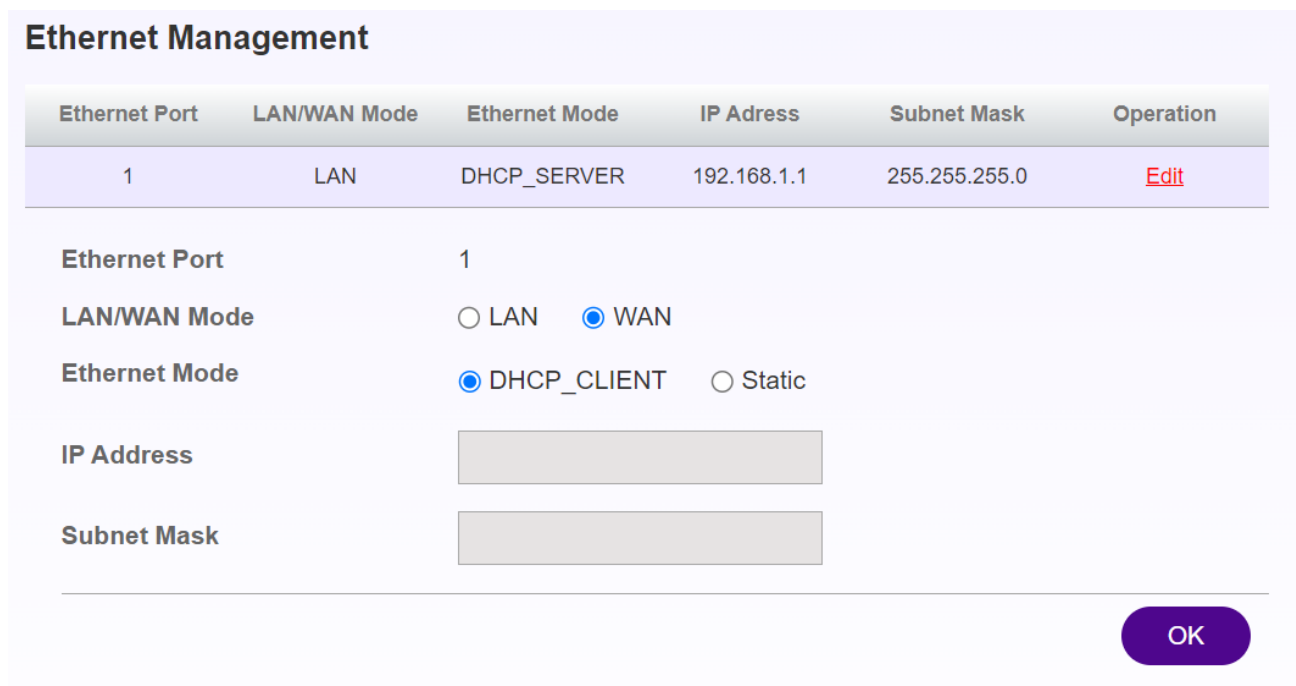 Ethernet Management
Ethernet Port LAN/WAN Mode Ethernet Mode IP Adress Subnet Mask Operation
1 LAN DHCP_SERVER 192.168.1.1 255.255.255.0 Edit
Ethernet Port 1
LAN/WAN Mode LAN WAN
Ethernet Mode DHCP_CLIENT Static
IP Address
Subnet Mask
OK